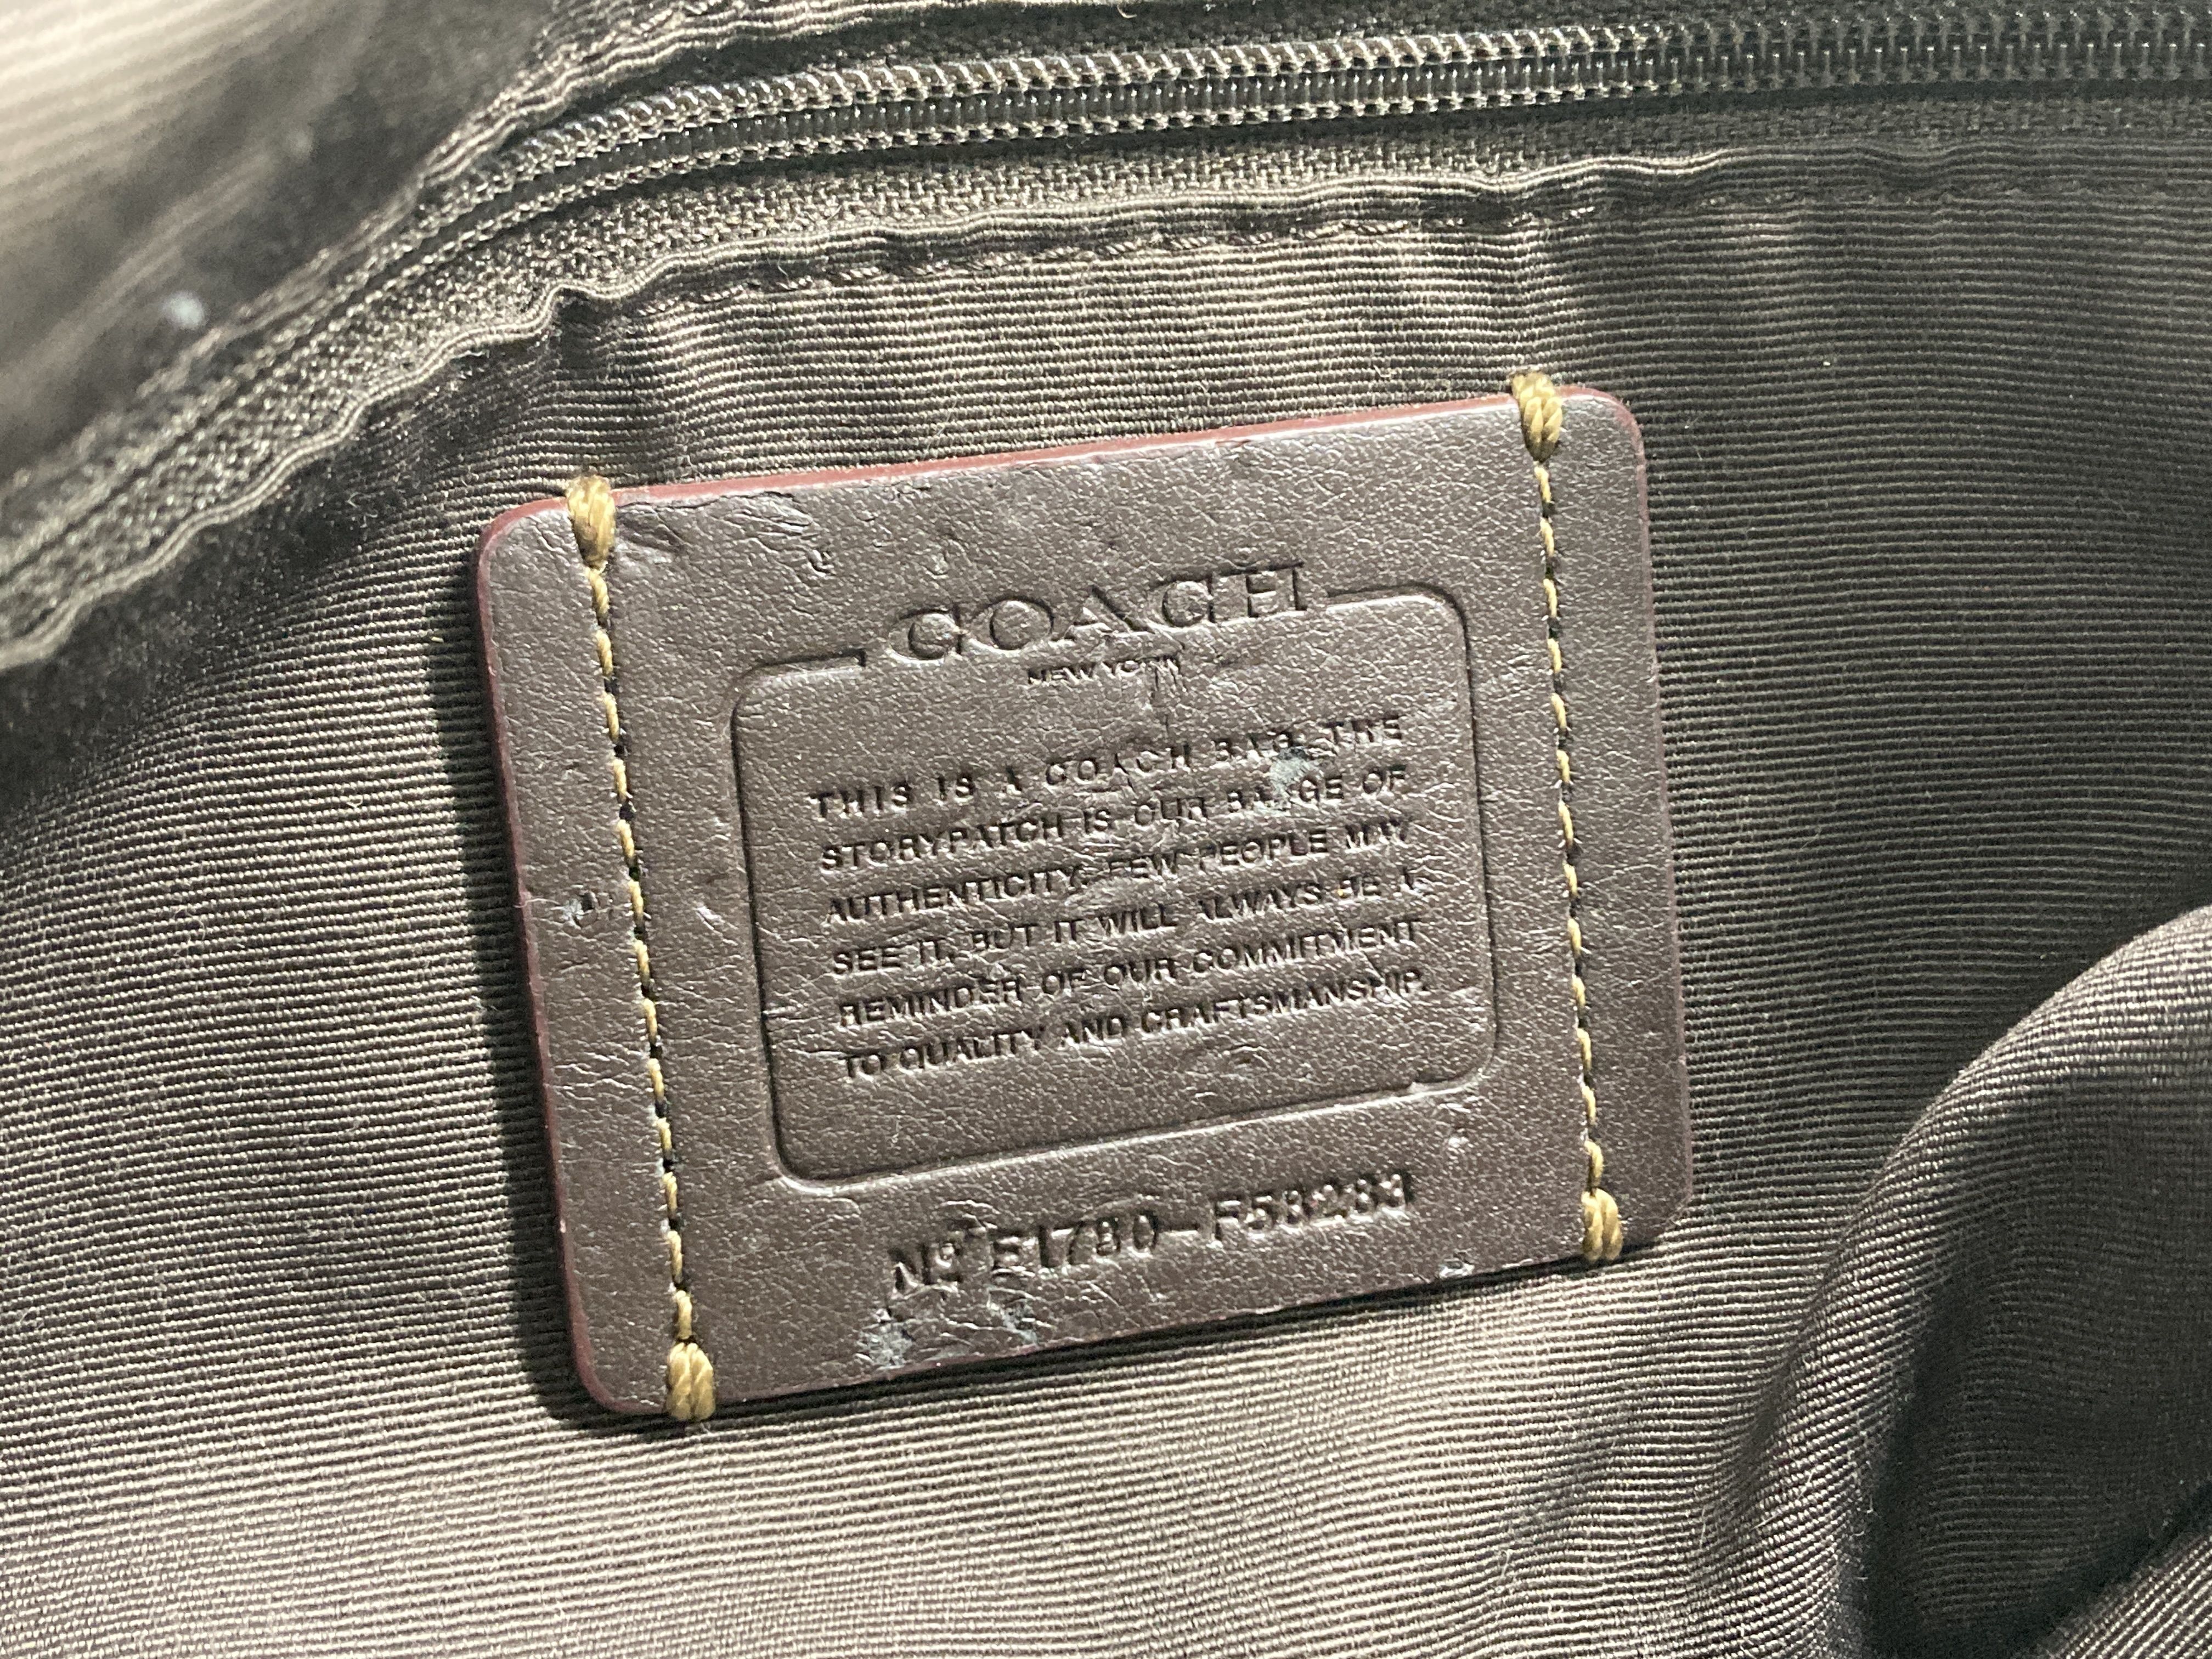 COACH
NEW YORK
THIS IS A COACH BAG. THE
STORYPATCH IS OUR BADGE OF
AUTHENTICITY. FEW PEOPLE MAY
SEE IT, BUT IT WILL ALWAYS BE A
REMINDER OF OUR COMMITMENT
TO QUALITY AND CRAFTSMANSHIP.
Nº E1780-F58283